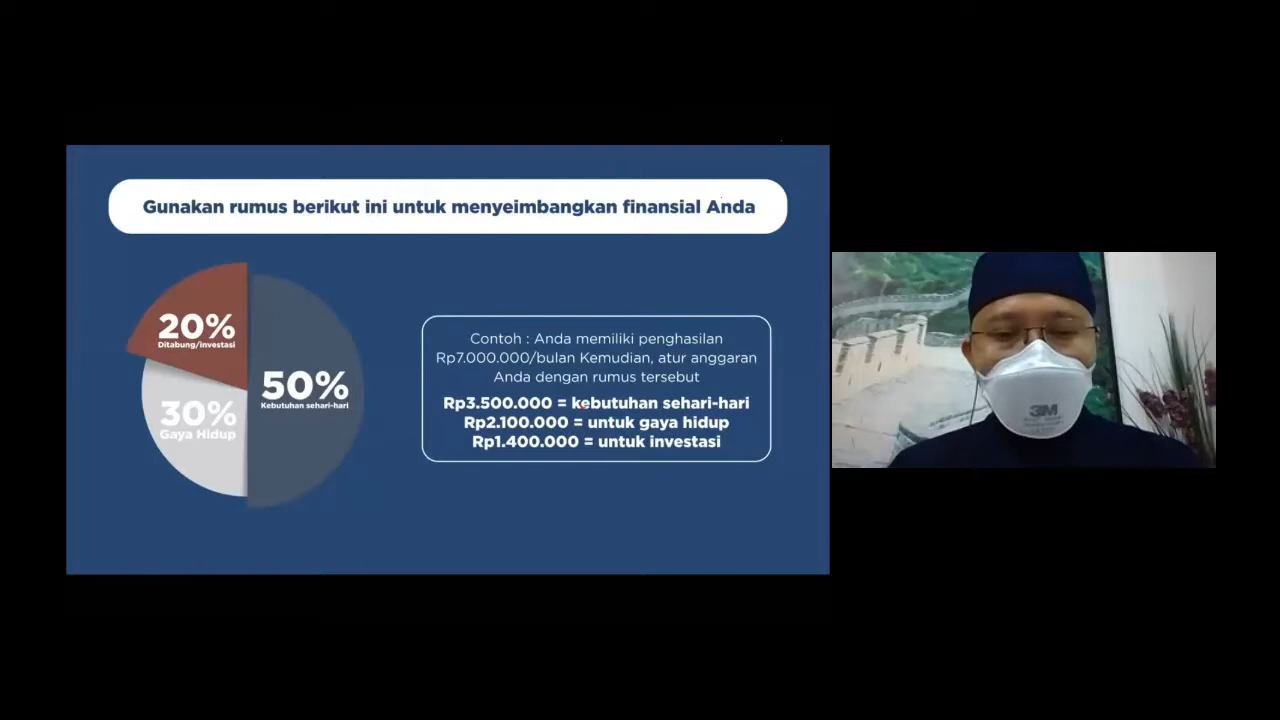 Gunakan rumus berikut ini untuk menyeimbangkan finansial Anda
20%
Ditabung/investasi
50%
Kebutuhan sehari-hari
30%
Gaya Hidup
Contoh : Anda memiliki penghasilan
Rp7.000.000/bulan Kemudian, atur anggaran
Anda dengan rumus tersebut
Rp3.500.000 = kebutuhan sehari-hari
Rp2.100.000 = untuk gaya hidup
Rp1.400.000 = untuk investasi
3M